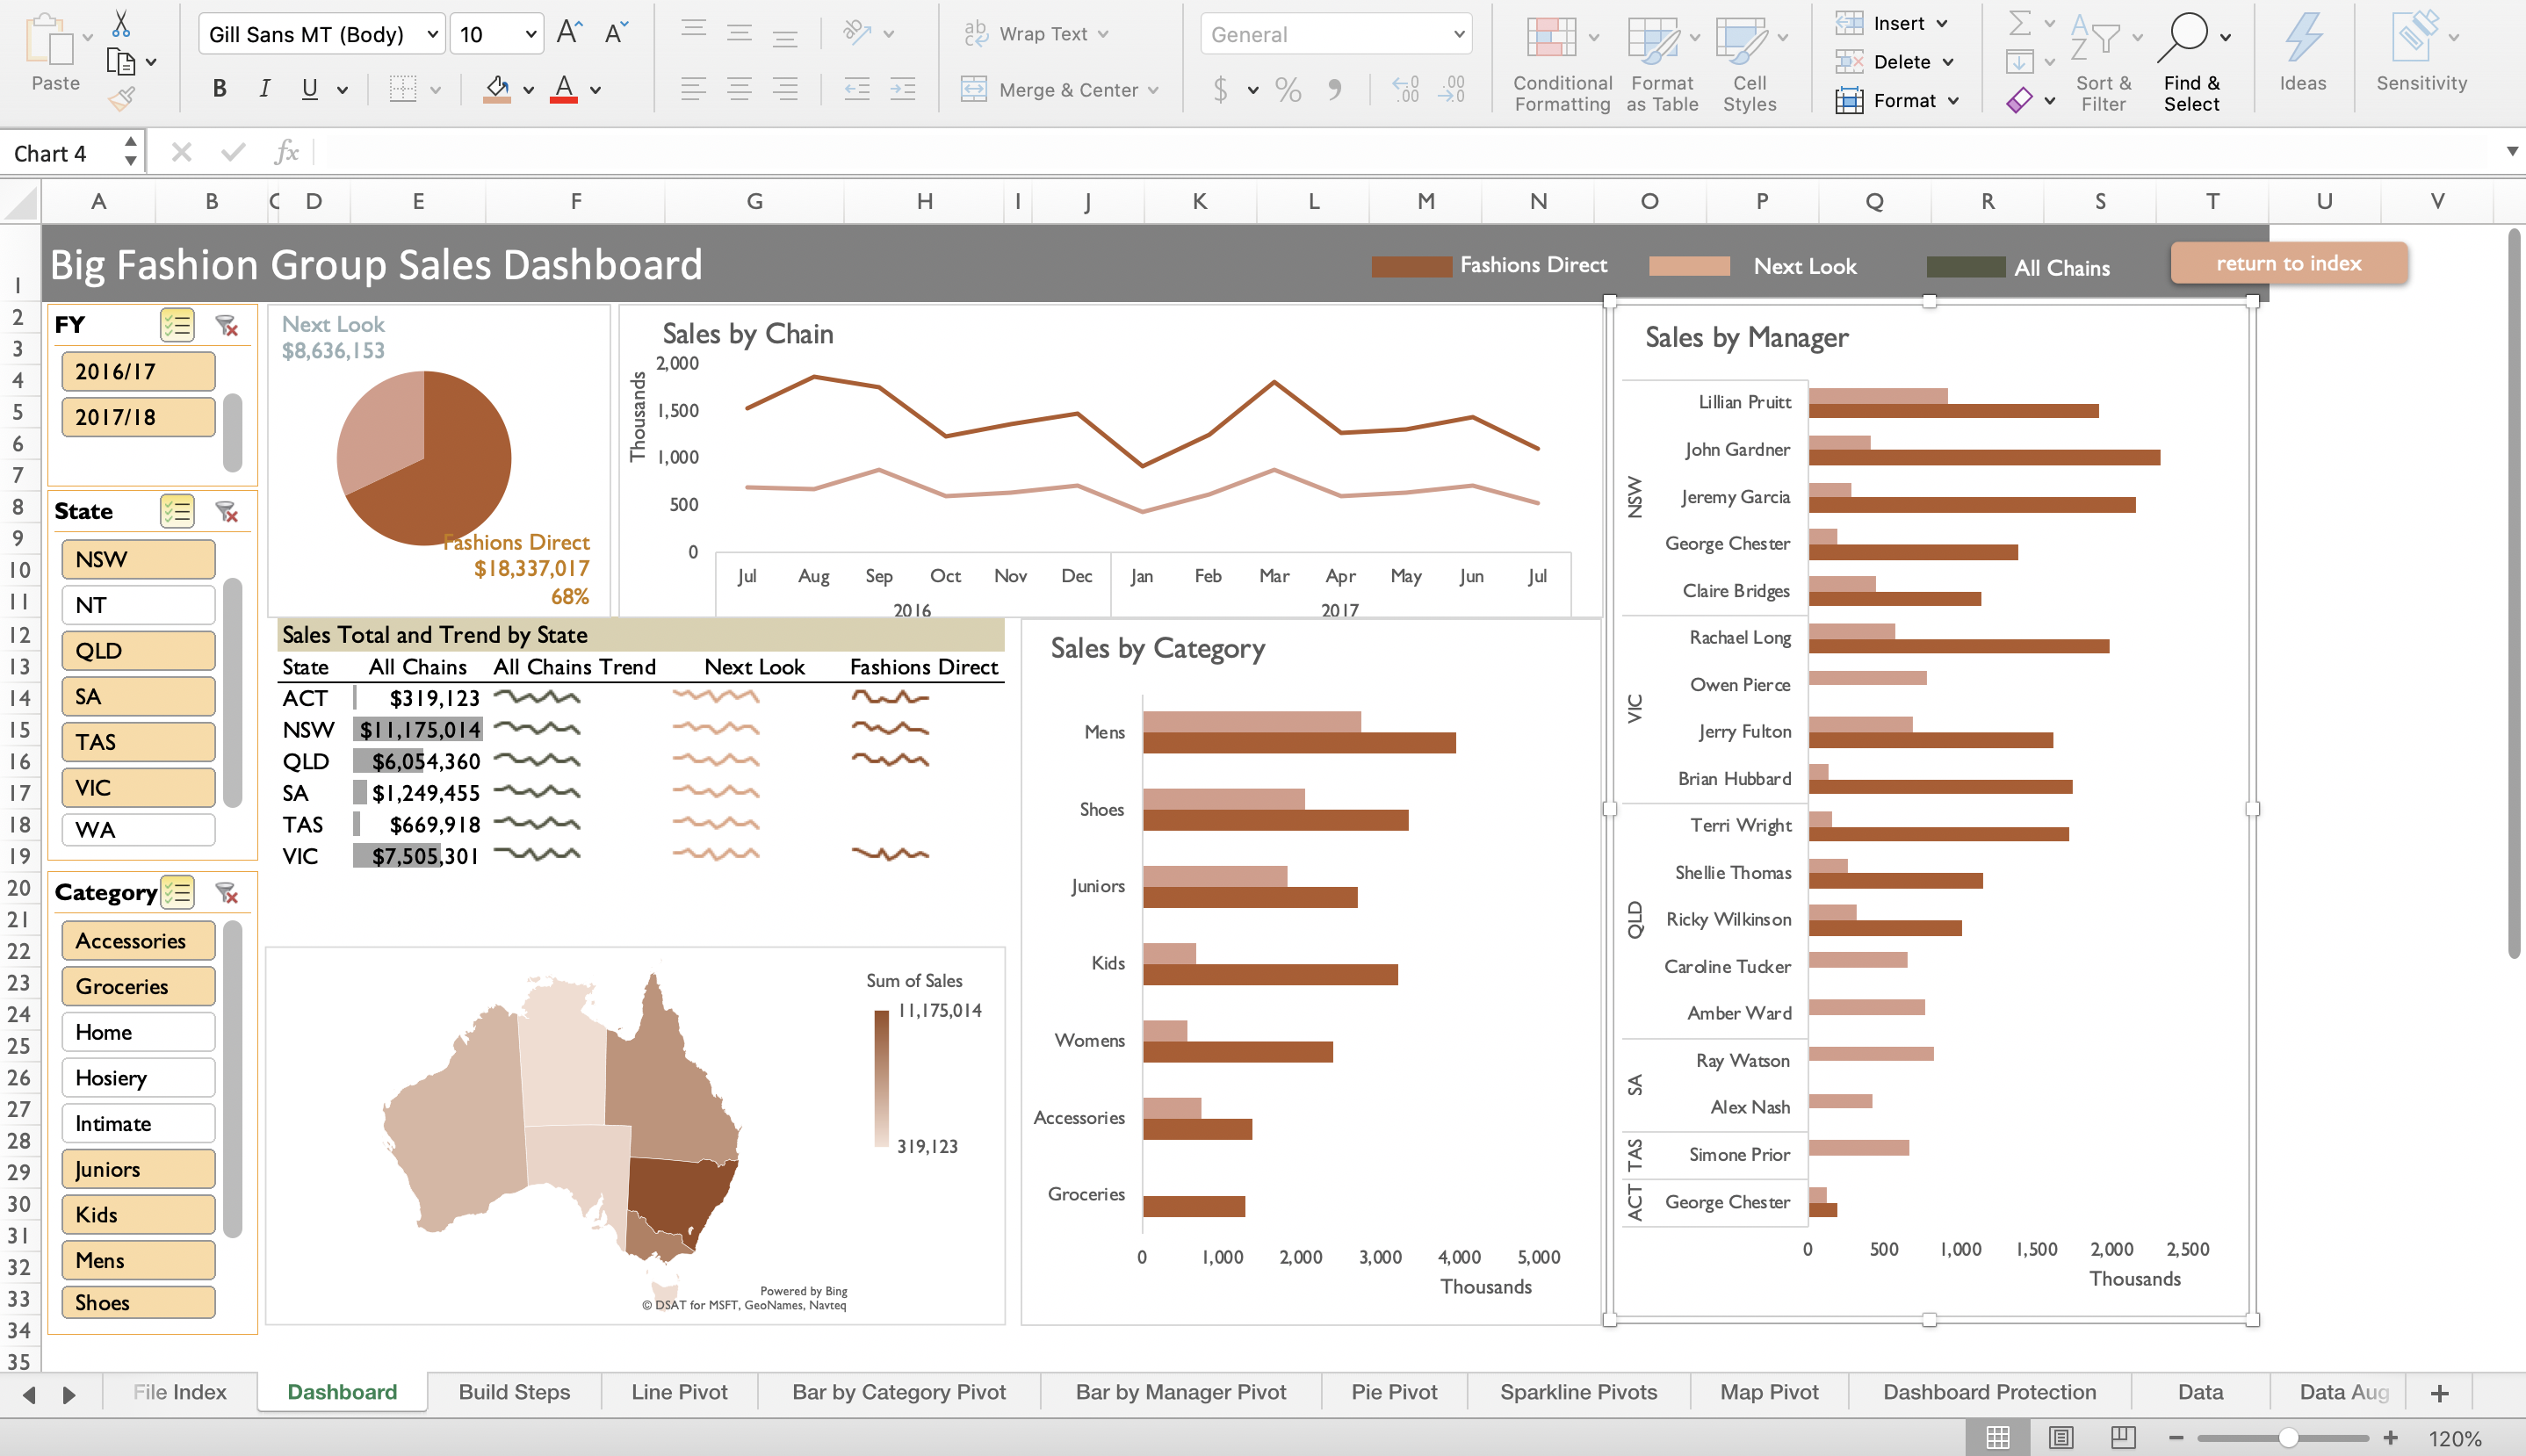 Paste
Gill Sans MT (Body)
10
A A
B I U A
ab
c
Wrap Text
Merge & Center
General
$ % ,
.0
.00
.00
.0
Conditional
Formatting
Format
as Table
Cell
Styles
Insert
Delete
Format
Σ
A
Z
Sort &
Filter
Find &
Select
Ideas
Sensitivity
Chart 4
fx
A B C D E F G H I J K L M N O P Q R S T U V
1
2
3
4
5
6
7
8
9
10
11
12
13
14
15
16
17
18
19
20
21
22
23
24
25
26
27
28
29
30
31
32
33
34
35
Big Fashion Group Sales Dashboard
Fashions Direct
Next Look
All Chains
return to index
FY
2016/17
2017/18
State
NSW
NT
QLD
SA
TAS
VIC
WA
Category
Accessories
Groceries
Home
Hosiery
Intimate
Juniors
Kids
Mens
Shoes
Next Look
$8,636,153
Fashions Direct
$18,337,017
68%
Sales by Chain
Thousands
2,000
1,500
1,000
500
0
Jul Aug Sep Oct Nov Dec Jan Feb Mar Apr May Jun Jul
2016 2017
Sales Total and Trend by State
State All Chains All Chains Trend Next Look Fashions Direct
ACT $319,123
NSW $11,175,014
QLD $6,054,360
SA $1,249,455
TAS $669,918
VIC $7,505,301
Sum of Sales
11,175,014
319,123
Powered by Bing
© DSAT for MSFT, GeoNames, Navteq
Sales by Category
Mens
Shoes
Juniors
Kids
Womens
Accessories
Groceries
0 1,000 2,000 3,000 4,000 5,000
Thousands
Sales by Manager
NSW
Lillian Pruitt
John Gardner
Jeremy Garcia
George Chester
Claire Bridges
VIC
Rachael Long
Owen Pierce
Jerry Fulton
Brian Hubbard
QLD
Terri Wright
Shellie Thomas
Ricky Wilkinson
Caroline Tucker
Amber Ward
SA
Ray Watson
Alex Nash
TAS
Simone Prior
ACT
George Chester
0 500 1,000 1,500 2,000 2,500
Thousands
File Index
Dashboard
Build Steps
Line Pivot
Bar by Category Pivot
Bar by Manager Pivot
Pie Pivot
Sparkline Pivots
Map Pivot
Dashboard Protection
Data
Data Aug
+
− + 120%